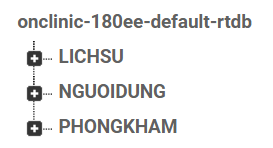 onclinic-180ee-default-rtdb
LICHSU
NGUOIDUNG
PHONGKHAM